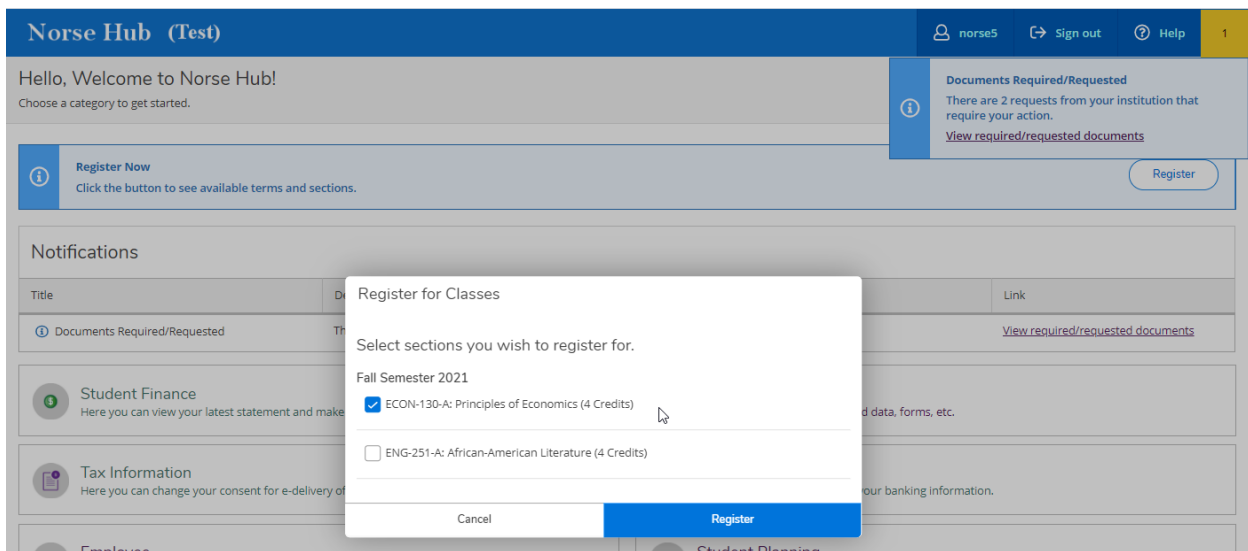 Norse Hub (Test)
norse5
Sign out
Help
1
Hello, Welcome to Norse Hub!
Choose a category to get started.
Documents Required/Requested
There are 2 requests from your institution that
require your action.
View required/requested documents
Register Now
Click the button to see available terms and sections.
Register
Notifications
Title
Link
Documents Required/Requested
View required/requested documents
Register for Classes
Select sections you wish to register for.
Fall Semester 2021
ECON-130-A: Principles of Economics (4 Credits)
ENG-251-A: African-American Literature (4 Credits)
Cancel
Register
Student Finance
Here you can view your latest statement and make
d data, forms, etc.
Tax Information
Here you can change your consent for e-delivery of
our banking information.
Employee
Student Planning